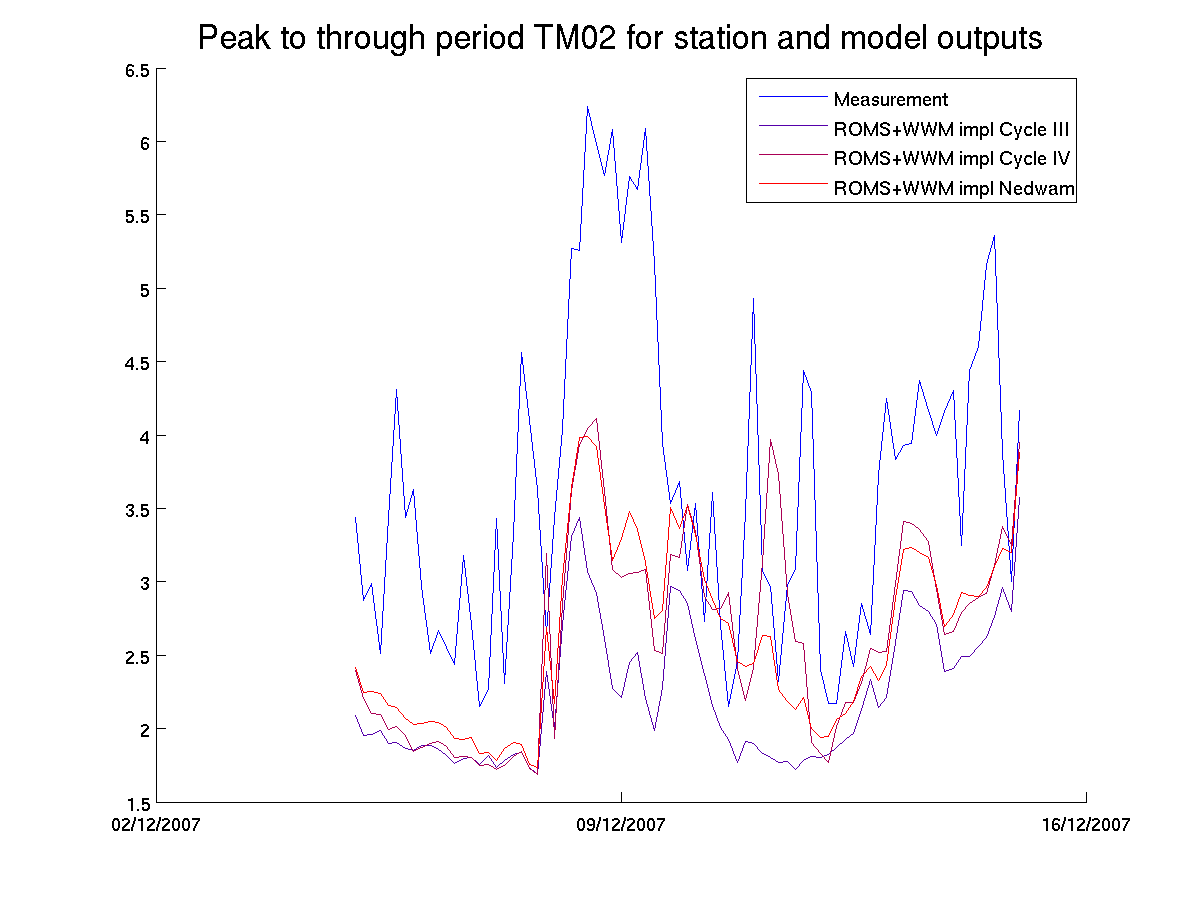 Peak to through period TM02 for station and model outputs
6.5
6
5.5
5
4.5
4
3.5
3
2.5
2
1.5
02/12/2007
09/12/2007
16/12/2007
Measurement
ROMS+WWM impl Cycle III
ROMS+WWM impl Cycle IV
ROMS+WWM impl Nedwam